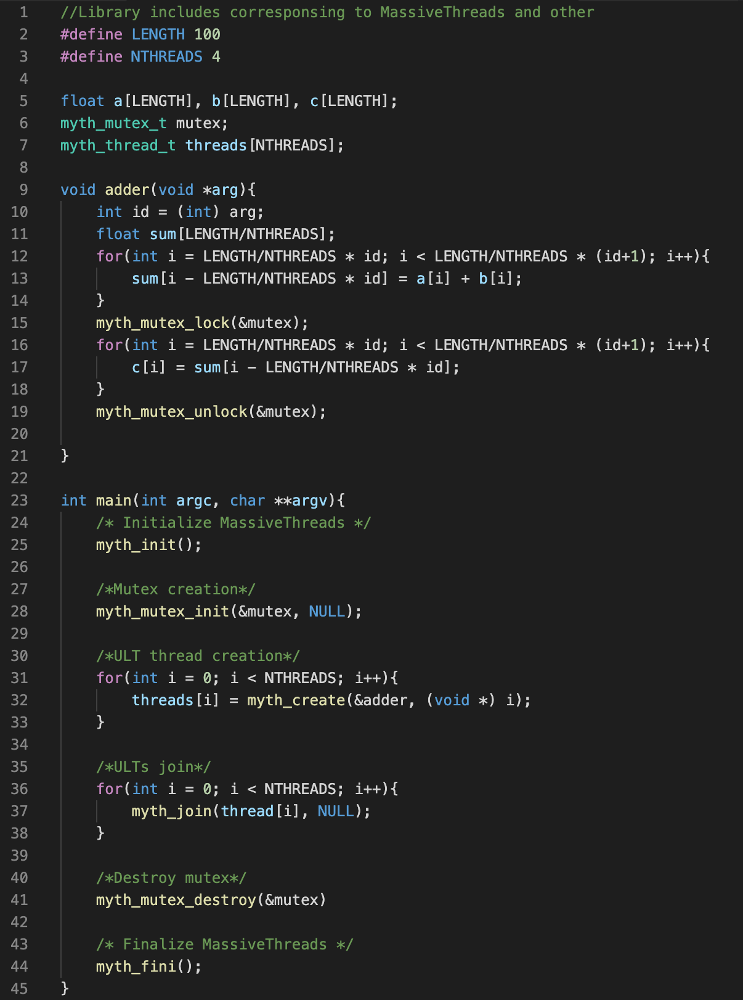 1 //Library includes corresponsing to MassiveThreads and other
2 #define LENGTH 100
3 #define NTHREADS 4
4
5 float a[LENGTH], b[LENGTH], c[LENGTH];
6 myth_mutex_t mutex;
7 myth_thread_t threads[NTHREADS];
8
9 void adder(void *arg){
10 int id = (int) arg;
11 float sum[LENGTH/NTHREADS];
12 for(int i = LENGTH/NTHREADS * id; i < LENGTH/NTHREADS * (id+1); i++){
13 sum[i - LENGTH/NTHREADS * id] = a[i] + b[i];
14 }
15 myth_mutex_lock(&mutex);
16 for(int i = LENGTH/NTHREADS * id; i < LENGTH/NTHREADS * (id+1); i++){
17 c[i] = sum[i - LENGTH/NTHREADS * id];
18 }
19 myth_mutex_unlock(&mutex);
20
21 }
22
23 int main(int argc, char **argv){
24 /* Initialize MassiveThreads */
25 myth_init();
26
27 /*Mutex creation*/
28 myth_mutex_init(&mutex, NULL);
29
30 /*ULT thread creation*/
31 for(int i = 0; i < NTHREADS; i++){
32 threads[i] = myth_create(&adder, (void *) i);
33 }
34
35 /*ULTs join*/
36 for(int i = 0; i < NTHREADS; i++){
37 myth_join(thread[i], NULL);
38 }
39
40 /*Destroy mutex*/
41 myth_mutex_destroy(&mutex)
42
43 /* Finalize MassiveThreads */
44 myth_fini();
45 }